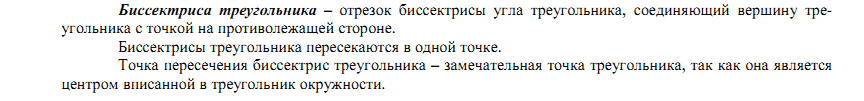 Биссектриса треугольника – отрезок биссектрисы угла треугольника, соединяющий вершину тре-
угольника с точкой на противолежащей стороне.
Биссектрисы треугольника пересекаются в одной точке.
Точка пересечения биссектрис треугольника – замечательная точка треугольника, так как она является
центром вписанной в треугольник окружности.